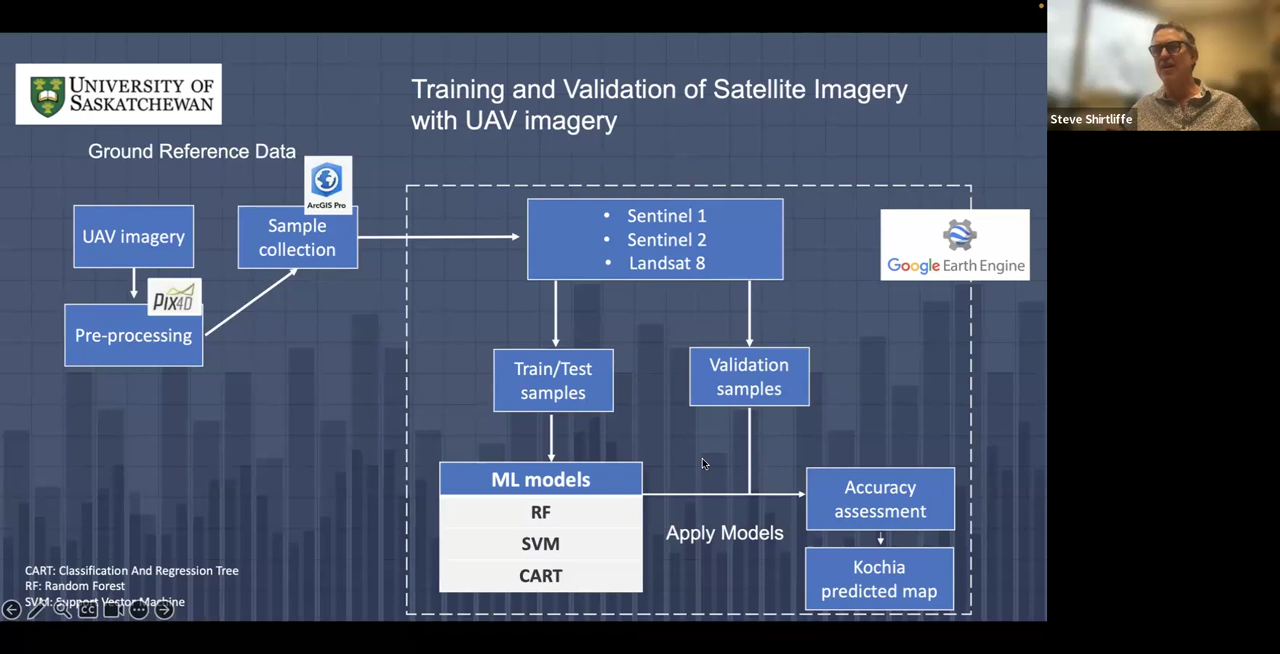 UNIVERSITY OF
SASKATCHEWAN
Training and Validation of Satellite Imagery
with UAV imagery
Steve Shirtliffe
Ground Reference Data
ArcGIS Pro
UAV imagery
Sample
collection
Pix4D
Pre-processing
• Sentinel 1
• Sentinel 2
• Landsat 8
Google Earth Engine
Train/Test
samples
Validation
samples
ML models
RF
SVM
CART
Apply Models
Accuracy
assessment
Kochia
predicted map
CART: Classification And Regression Tree
RF: Random Forest
SVM: Support Vector Machine
CC